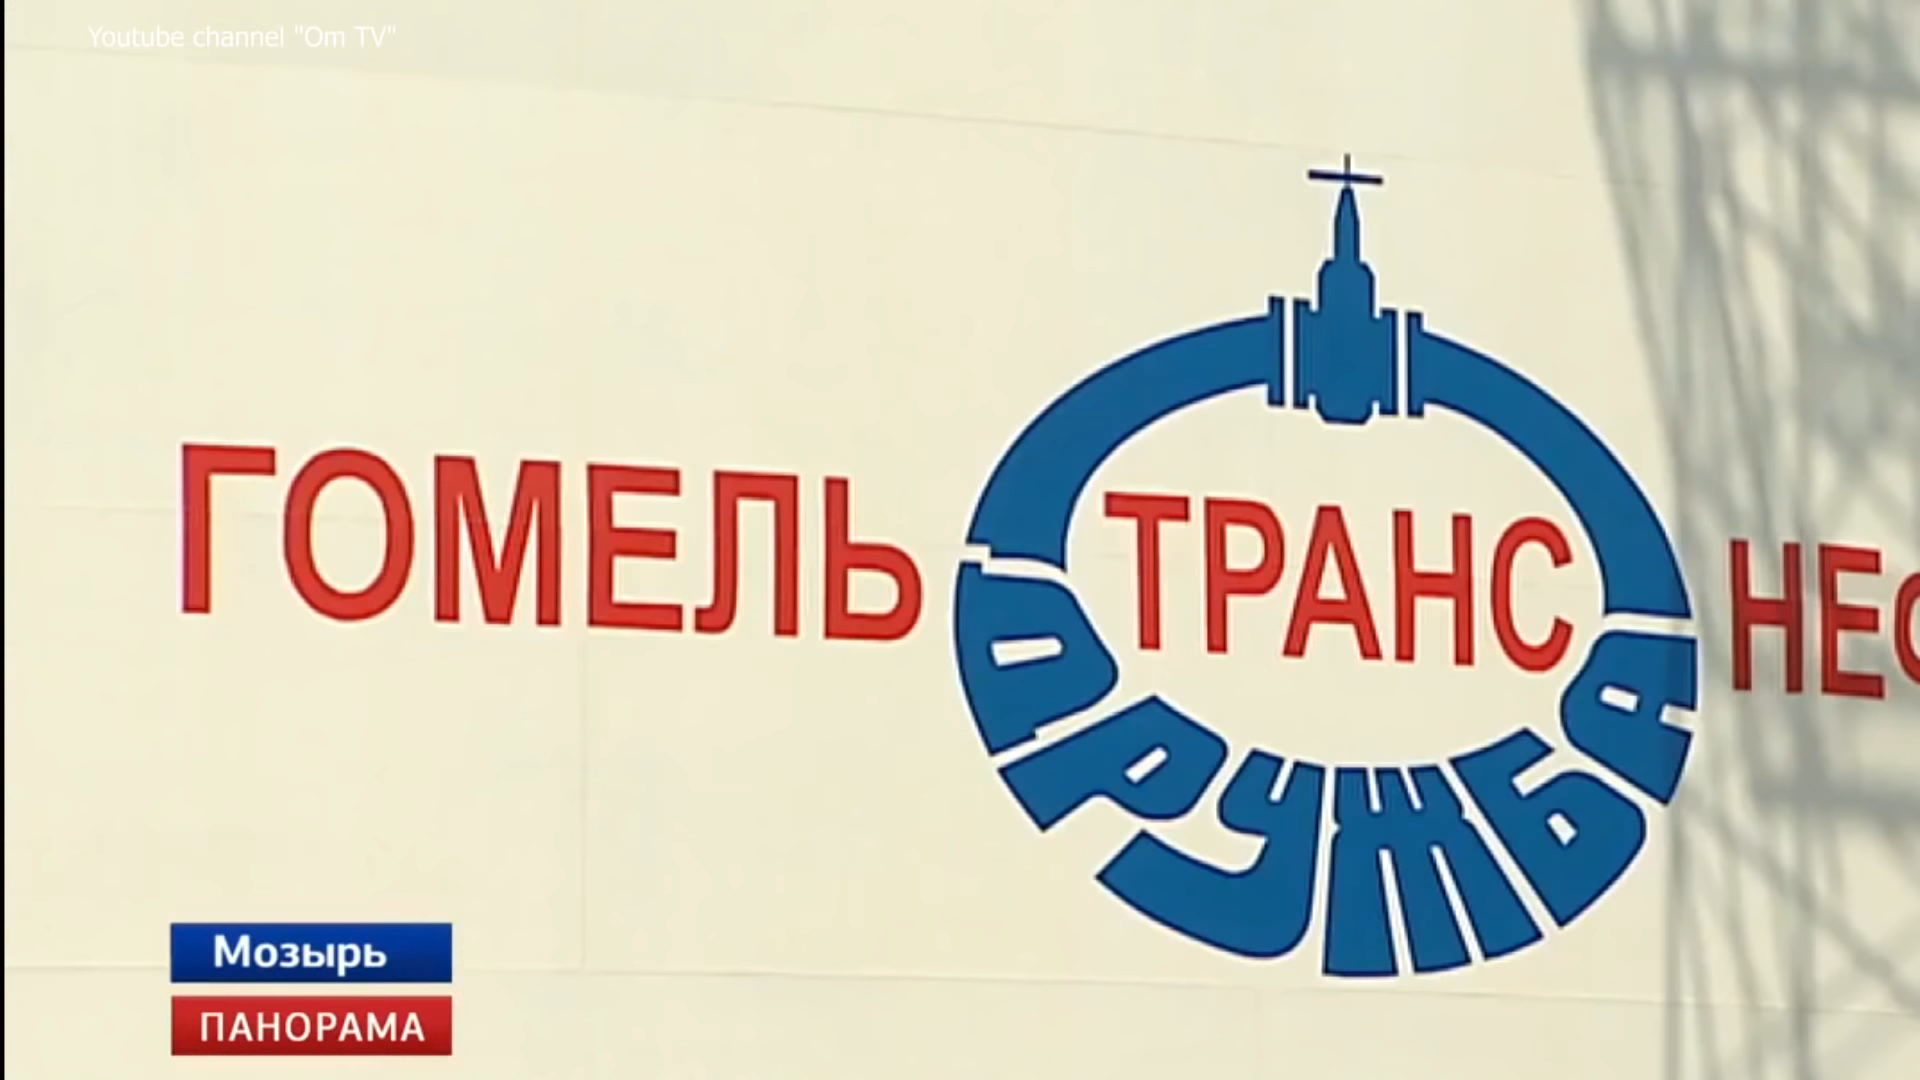 Youtube channel "Om TV"
ГОМЕЛЬ ТРАНС
ДРУЖБА
Мозырь
ПАНОРАМА